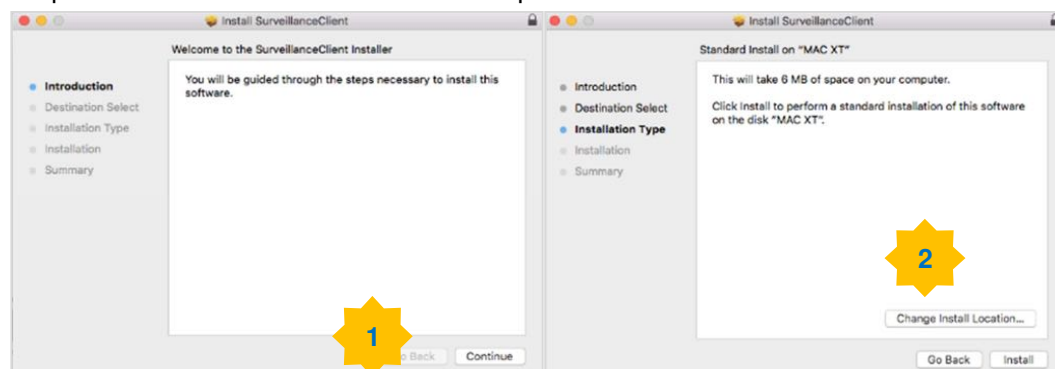 Install SurveillanceClient
Welcome to the SurveillanceClient Installer
Introduction
Destination Select
Installation Type
Installation
Summary
You will be guided through the steps necessary to install this
software.
1
Back
Continue
Install SurveillanceClient
Standard Install on "MAC XT"
Introduction
Destination Select
Installation Type
Installation
Summary
This will take 6 MB of space on your computer.
Click Install to perform a standard installation of this software
on the disk "MAC XT".
2
Change Install Location...
Go Back
Install